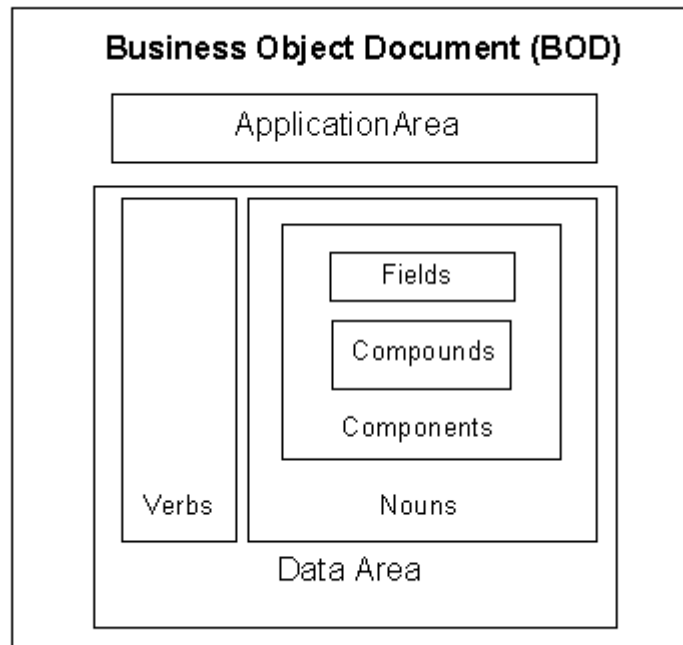 Business Object Document (BOD)
ApplicationArea
Fields
Compounds
Components
Verbs
Nouns
Data Area